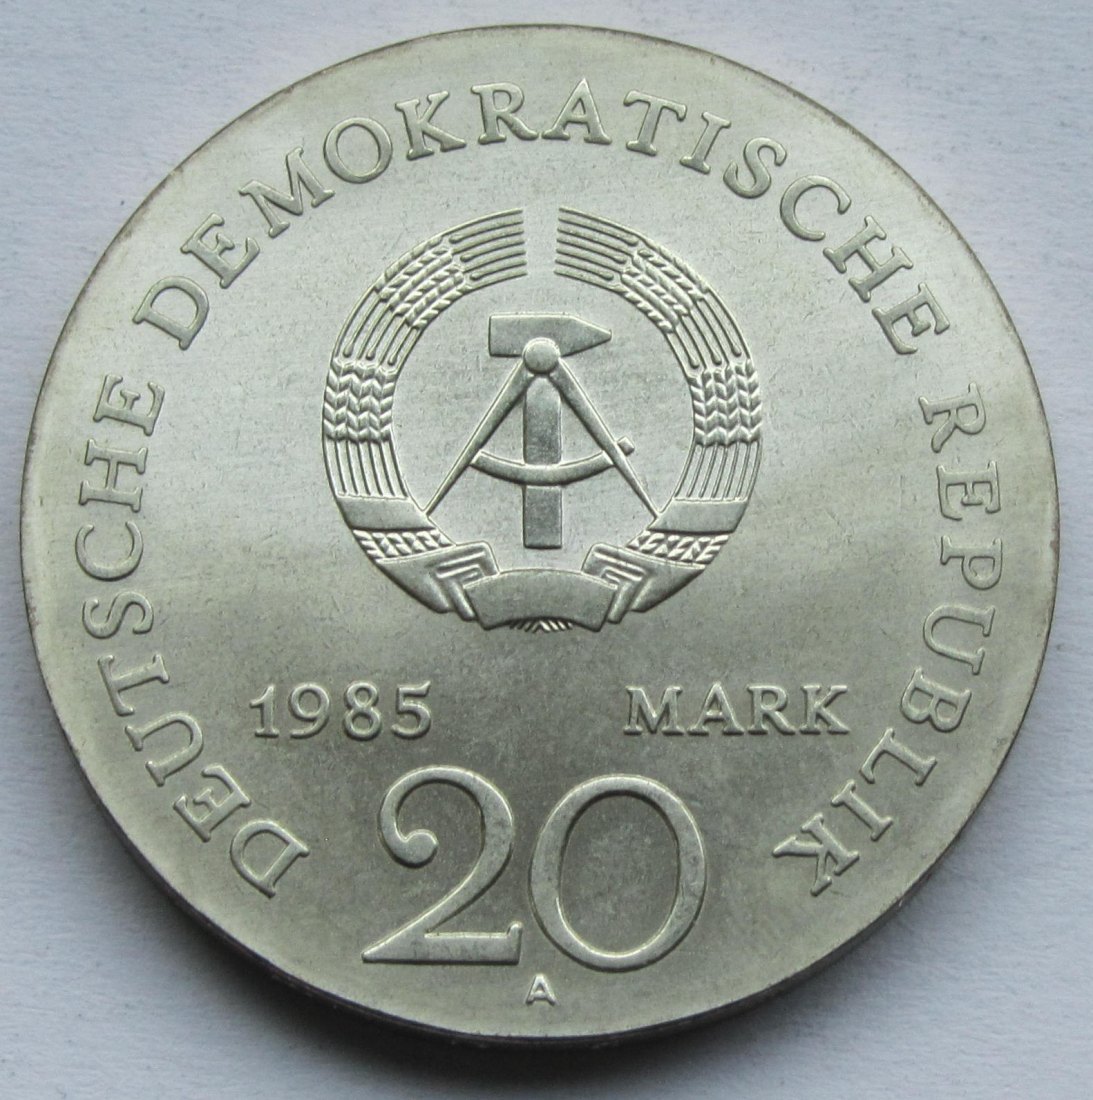 DEUTSCHE DEMOKRATISCHE REPUBLIK
1985 MARK
20
A